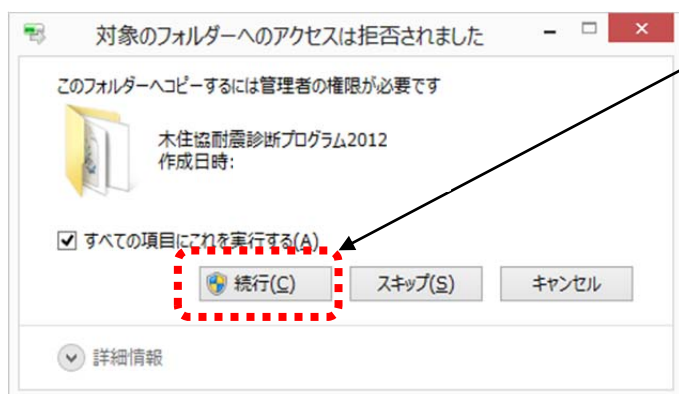 対象のフォルダーへのアクセスは拒否されました
このフォルダーへコピーするには管理者の権限が必要です
木住協耐震診断プログラム2012
作成日時:
すべての項目にこれを実行する(A)
続行(C) スキップ(S) キャンセル
詳細情報